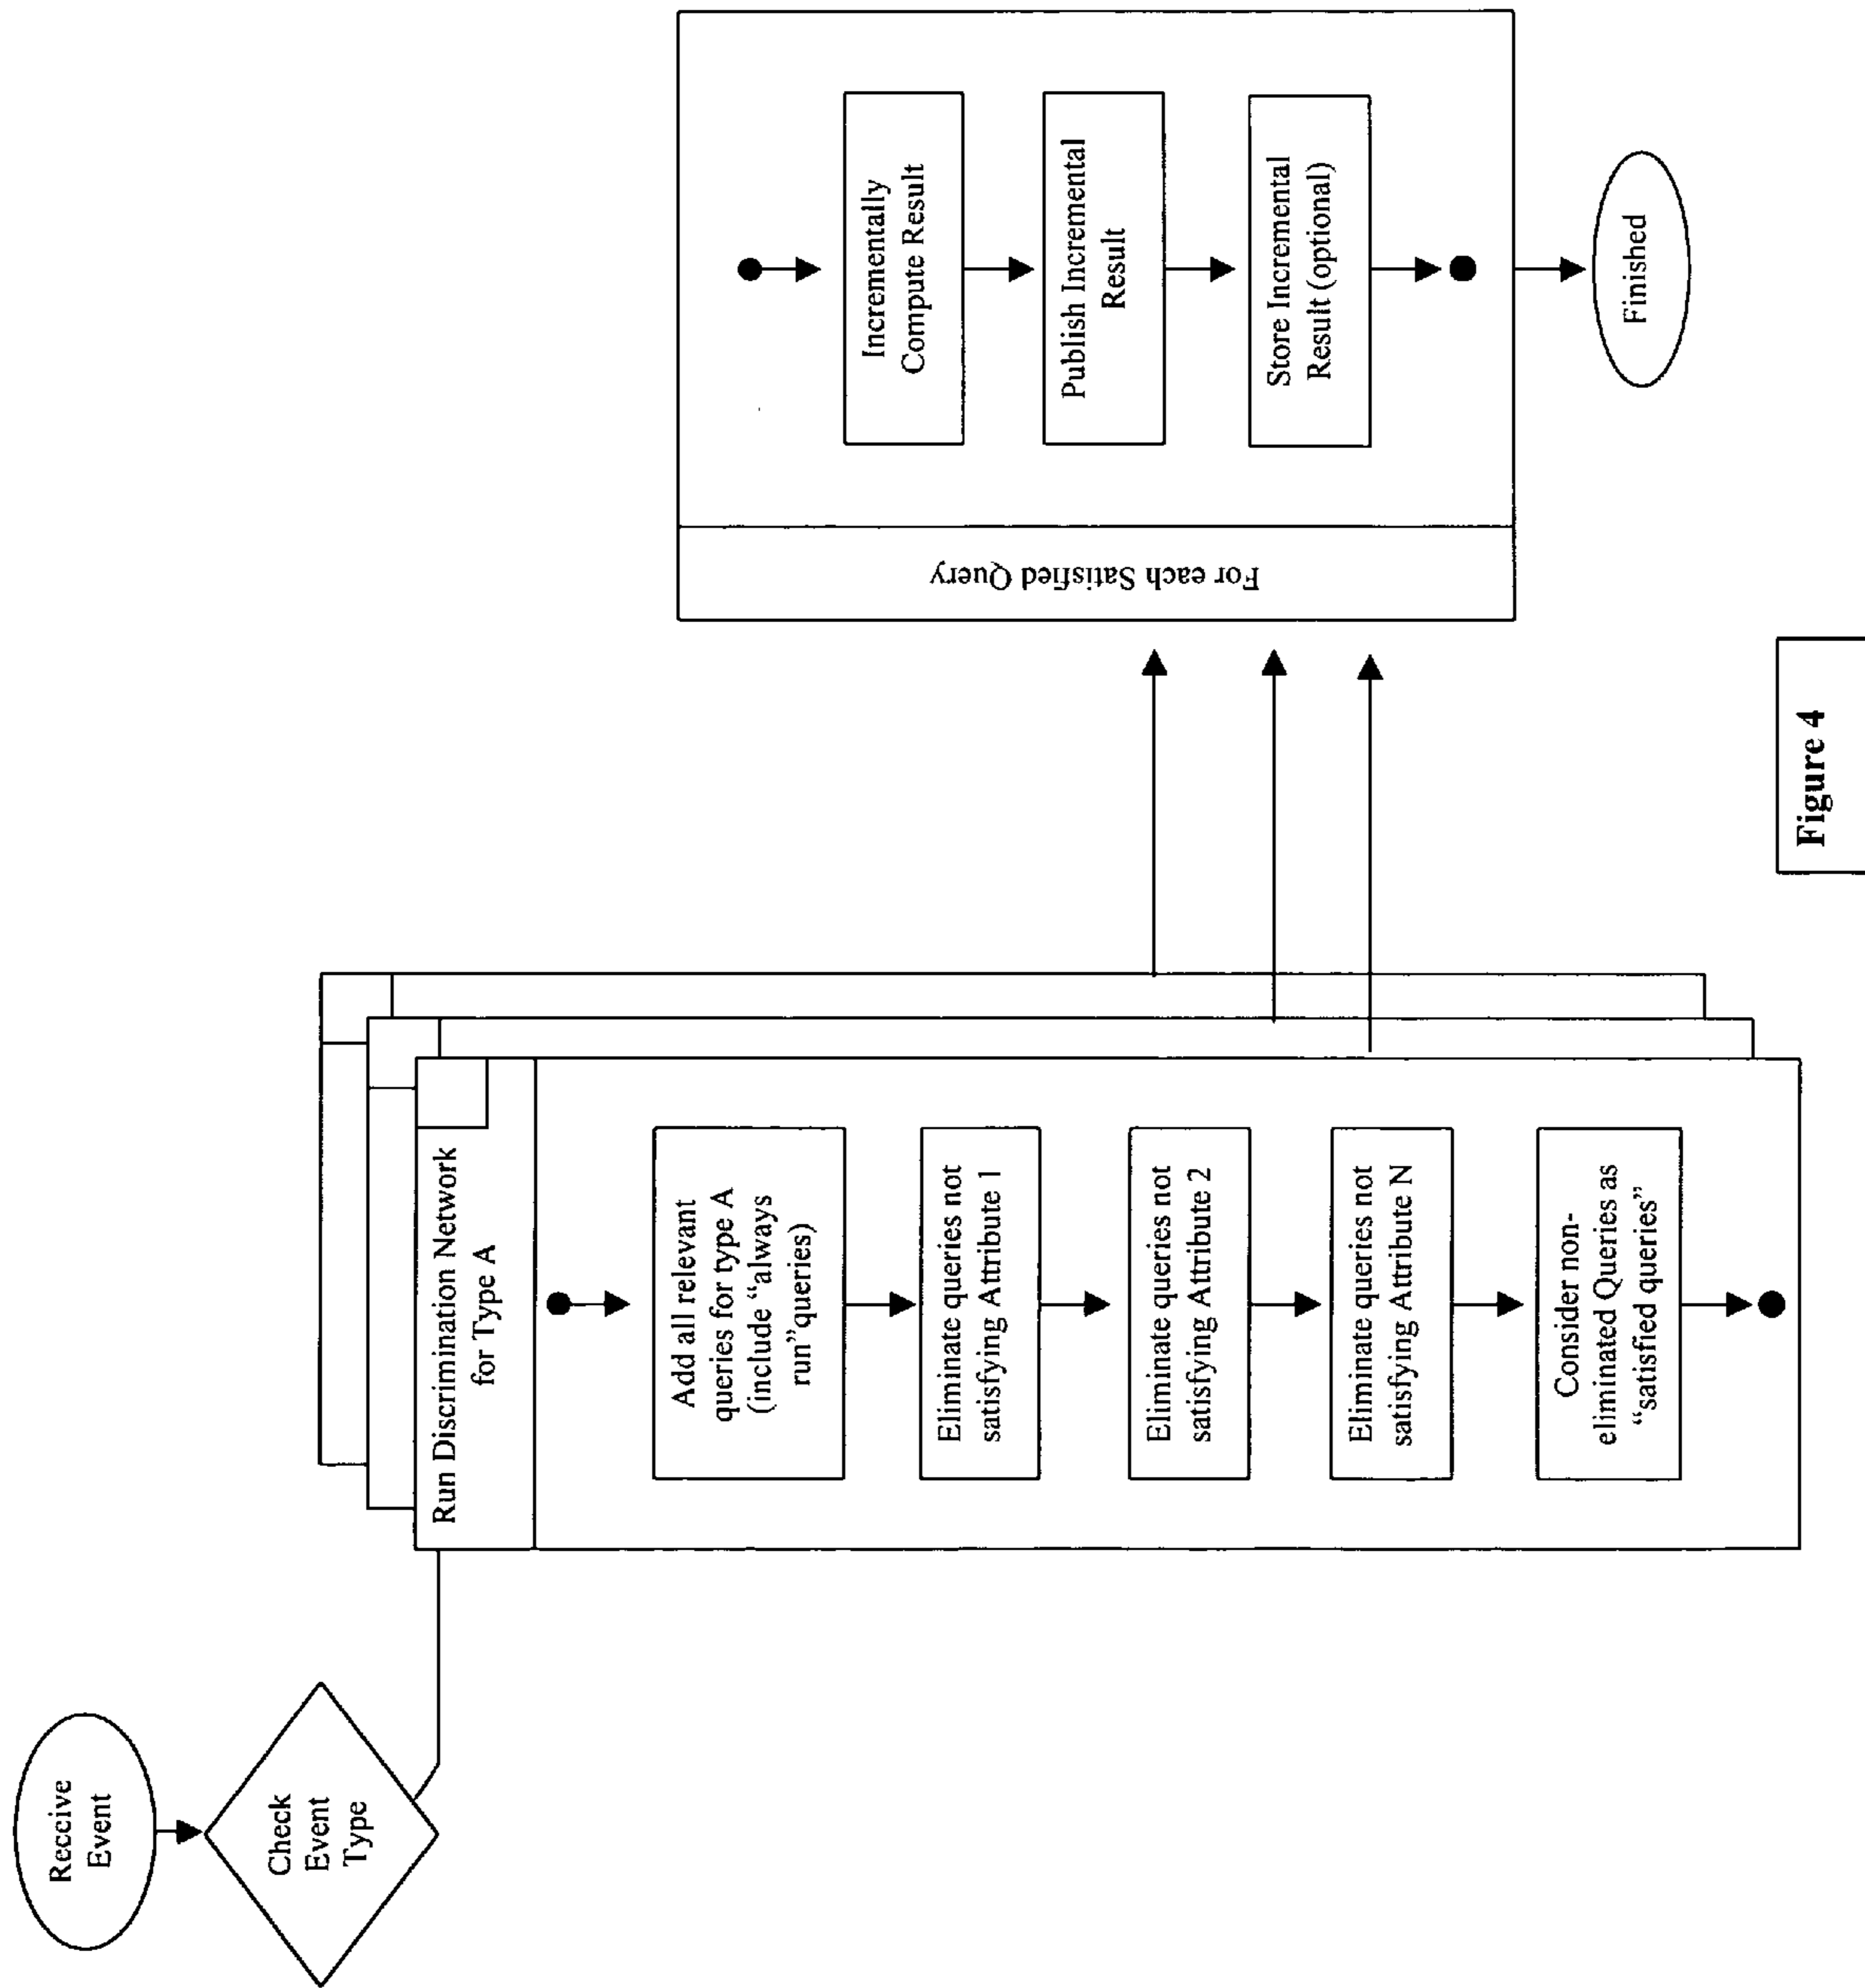 Receive
Event
Check
Event
Type
Run Discrimination Network
for Type A
Add all relevant
queries for type A
(include “always
run”queries)
Eliminate queries not
satisfying Attribute 1
Eliminate queries not
satisfying Attribute 2
Eliminate queries not
satisfying Attribute N
Consider non-
eliminated Queries as
“satisfied queries”
For each Satisfied Query
Incrementally
Compute Result
Publish Incremental
Result
Store Incremental
Result (optional)
Finished
Figure 4